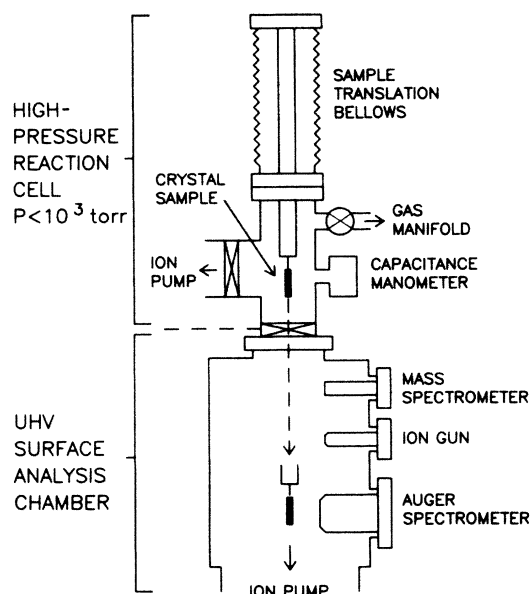 HIGH-
PRESSURE
REACTION
CELL
P<10³ torr
SAMPLE
TRANSLATION
BELLOWS
CRYSTAL
SAMPLE
GAS
MANIFOLD
ION
PUMP
CAPACITANCE
MANOMETER
UHV
SURFACE
ANALYSIS
CHAMBER
MASS
SPECTROMETER
ION GUN
AUGER
SPECTROMETER
ION PUMP